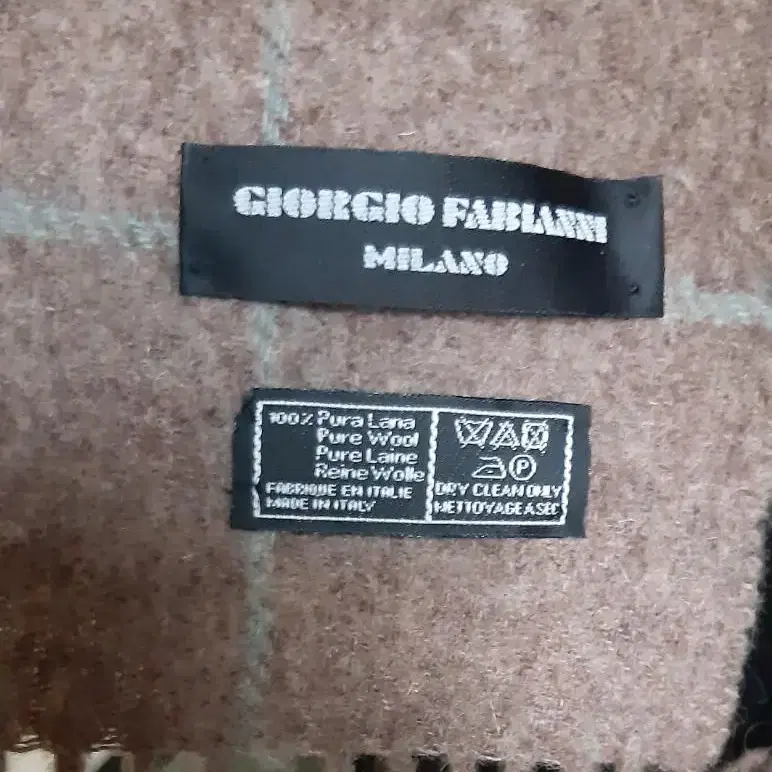 GIORGIO FABIANNI
MILANO
100% Pura Lana
Pure Wool
Pure Laine
Reine Wolle
FABRIQUE EN ITALIE
MADE IN ITALY
P
DRY CLEAN ONLY
NETTOYAGE A SEC